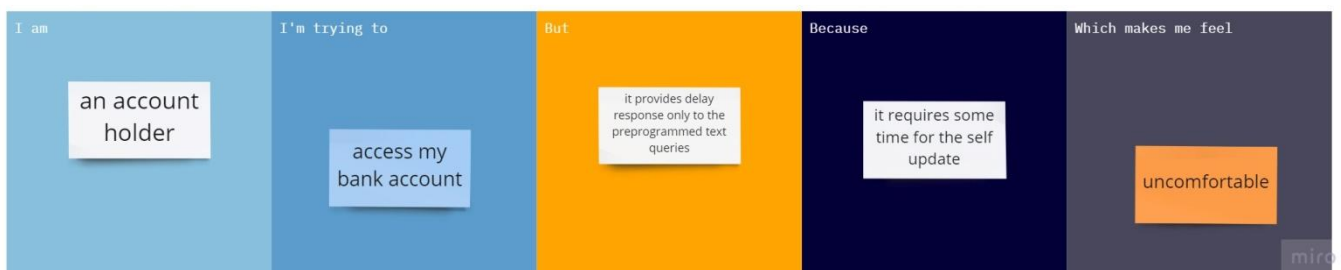 I am
I'm trying to
But
Because
Which makes me feel
an account
holder
access my
bank account
it provides delay
response only to the
preprogrammed text
queries
it requires some
time for the self
update
uncomfortable
miro